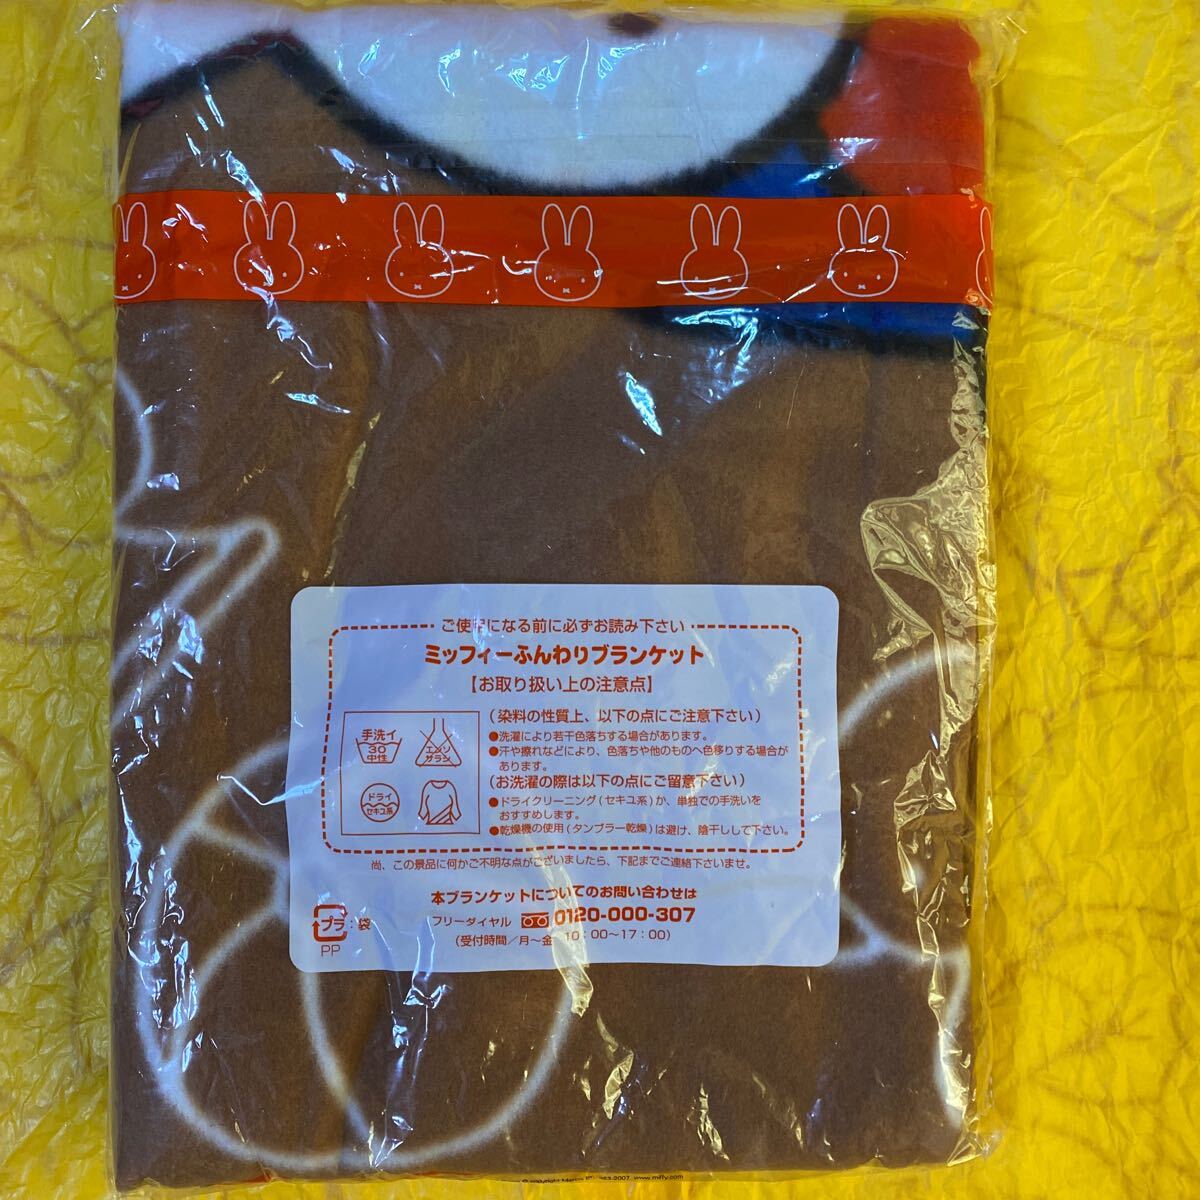 ご使用になる前に必ずお読み下さい
ミッフィーふんわりブランケット
【お取り扱い上の注意点】
手洗イ
30
中性
エンソ
サラシ
ドライ
セキユ系
(染料の性質上、以下の点にご注意下さい)
●洗濯により若干色落ちする場合があります。
●汗や擦れなどにより、色落ちや他のものへ色移りする場合が
あります。
(お洗濯の際は以下の点にご留意下さい)
●ドライクリーニング(セキユ系)か、単独での手洗いを
おすすめします。
●乾燥機の使用(タンブラー乾燥)は避け、陰干しして下さい。
尚、この景品に何かご不明な点がございましたら、下記までご連絡下さいませ。
本ブランケットについてのお問い合わせは
フリーダイヤル 0120-000-307
(受付時間/月~金 10:00~17:00)
プラ:袋
PP
© copyright Mercis 1953-2007. www.miffy.com